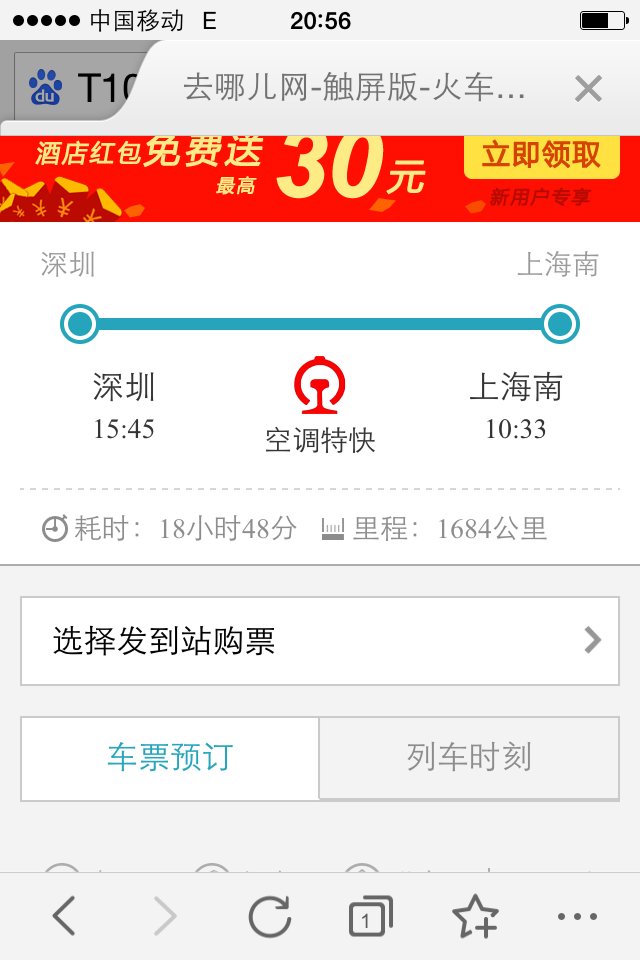 中国移动 E 20:56
du T10
去哪儿网-触屏版-火车...
酒店红包免费送
最高 30元
立即领取
新用户专享
深圳 上海南
深圳 上海南
15:45 10:33
空调特快
耗时：18小时48分 里程：1684公里
选择发到站购票
车票预订 列车时刻
1